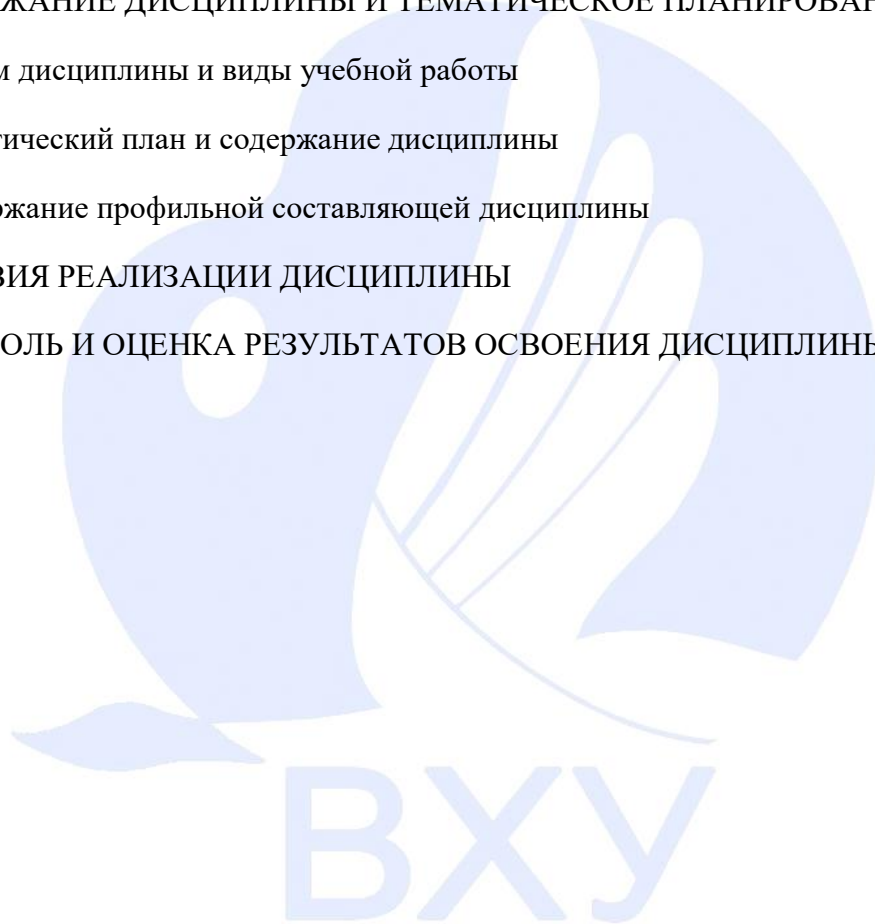 ЖАНИЕ ДИСЦИПЛИНЫ И ТЕМАТИЧЕСКОЕ ПЛАНИРОВАН
м дисциплины и виды учебной работы
тический план и содержание дисциплины
ржание профильной составляющей дисциплины
ВИЯ РЕАЛИЗАЦИИ ДИСЦИПЛИНЫ
ОЛЬ И ОЦЕНКА РЕЗУЛЬТАТОВ ОСВОЕНИЯ ДИСЦИПЛИНЫ
ВХУ